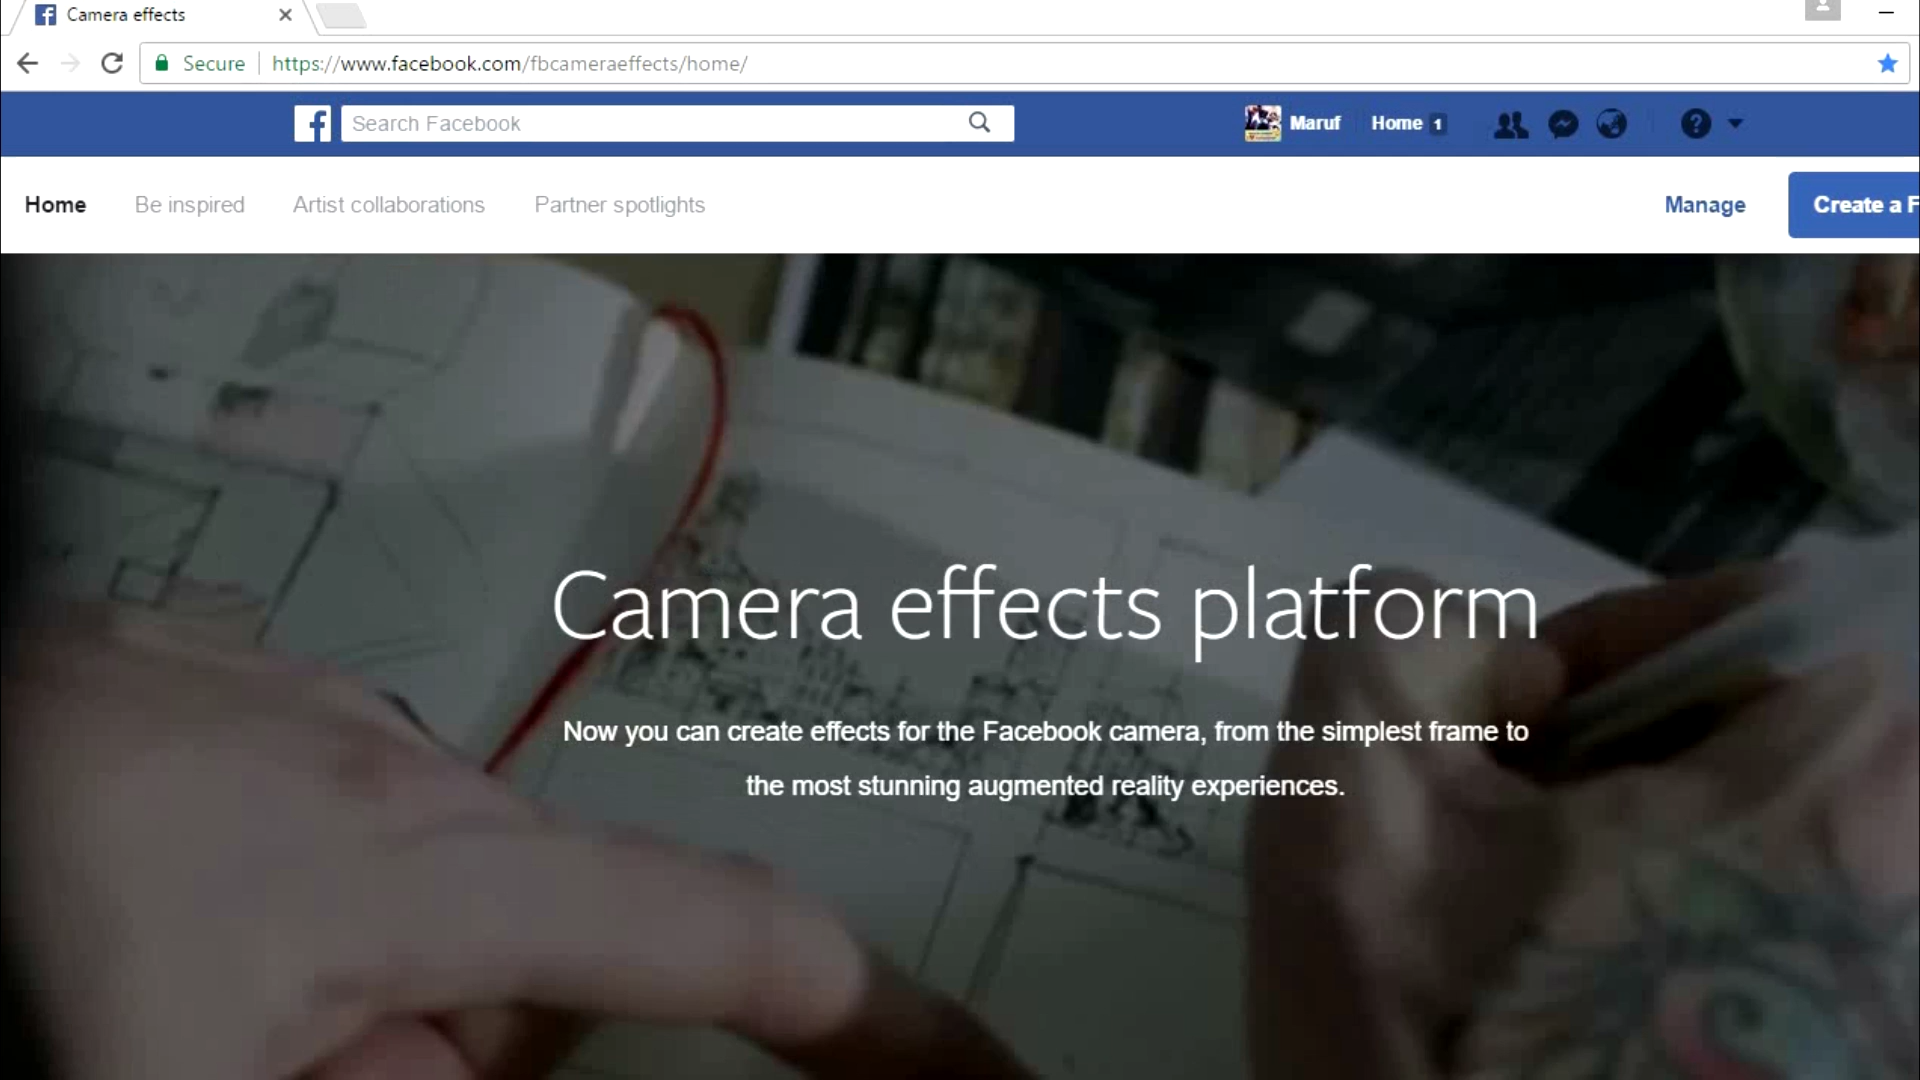 Camera effects
Secure https://www.facebook.com/fbcameraeffects/home/
Search Facebook
Maruf Home 1
Home Be inspired Artist collaborations Partner spotlights Manage Create a F
Camera effects platform
Now you can create effects for the Facebook camera, from the simplest frame to
the most stunning augmented reality experiences.